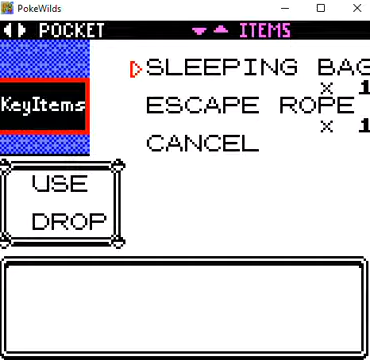 PokeWilds
POCKET ITEMS
SLEEPING BAG
x 1
KeyItems
ESCAPE ROPE
x 1
CANCEL
USE
DROP